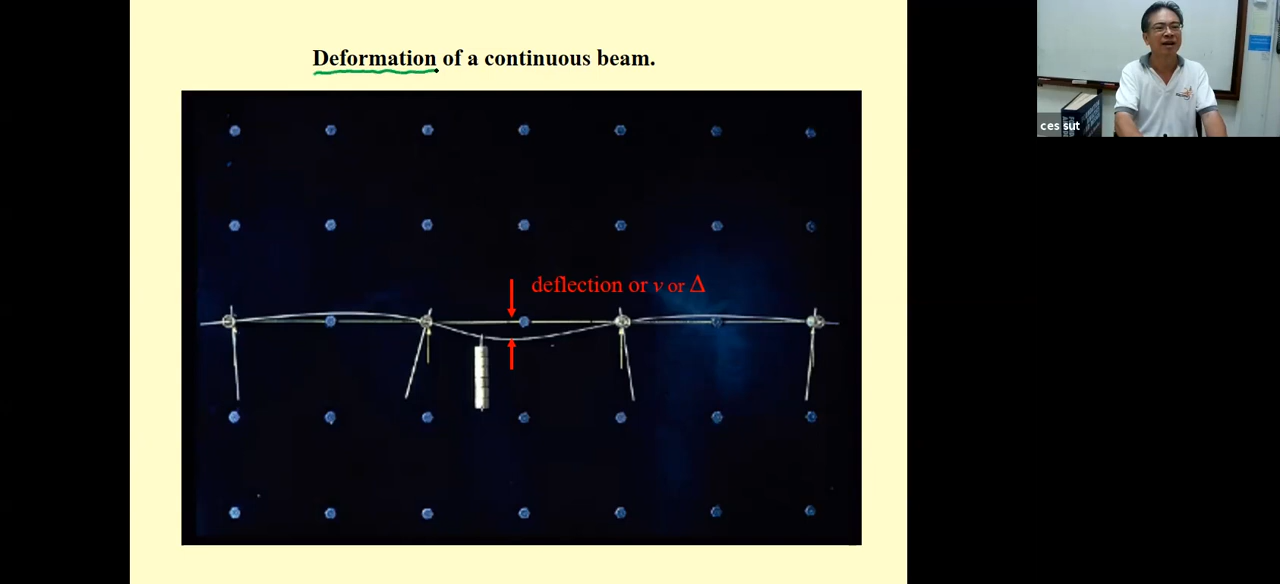 Deformation of a continuous beam.
deflection or v or Δ
ces sut